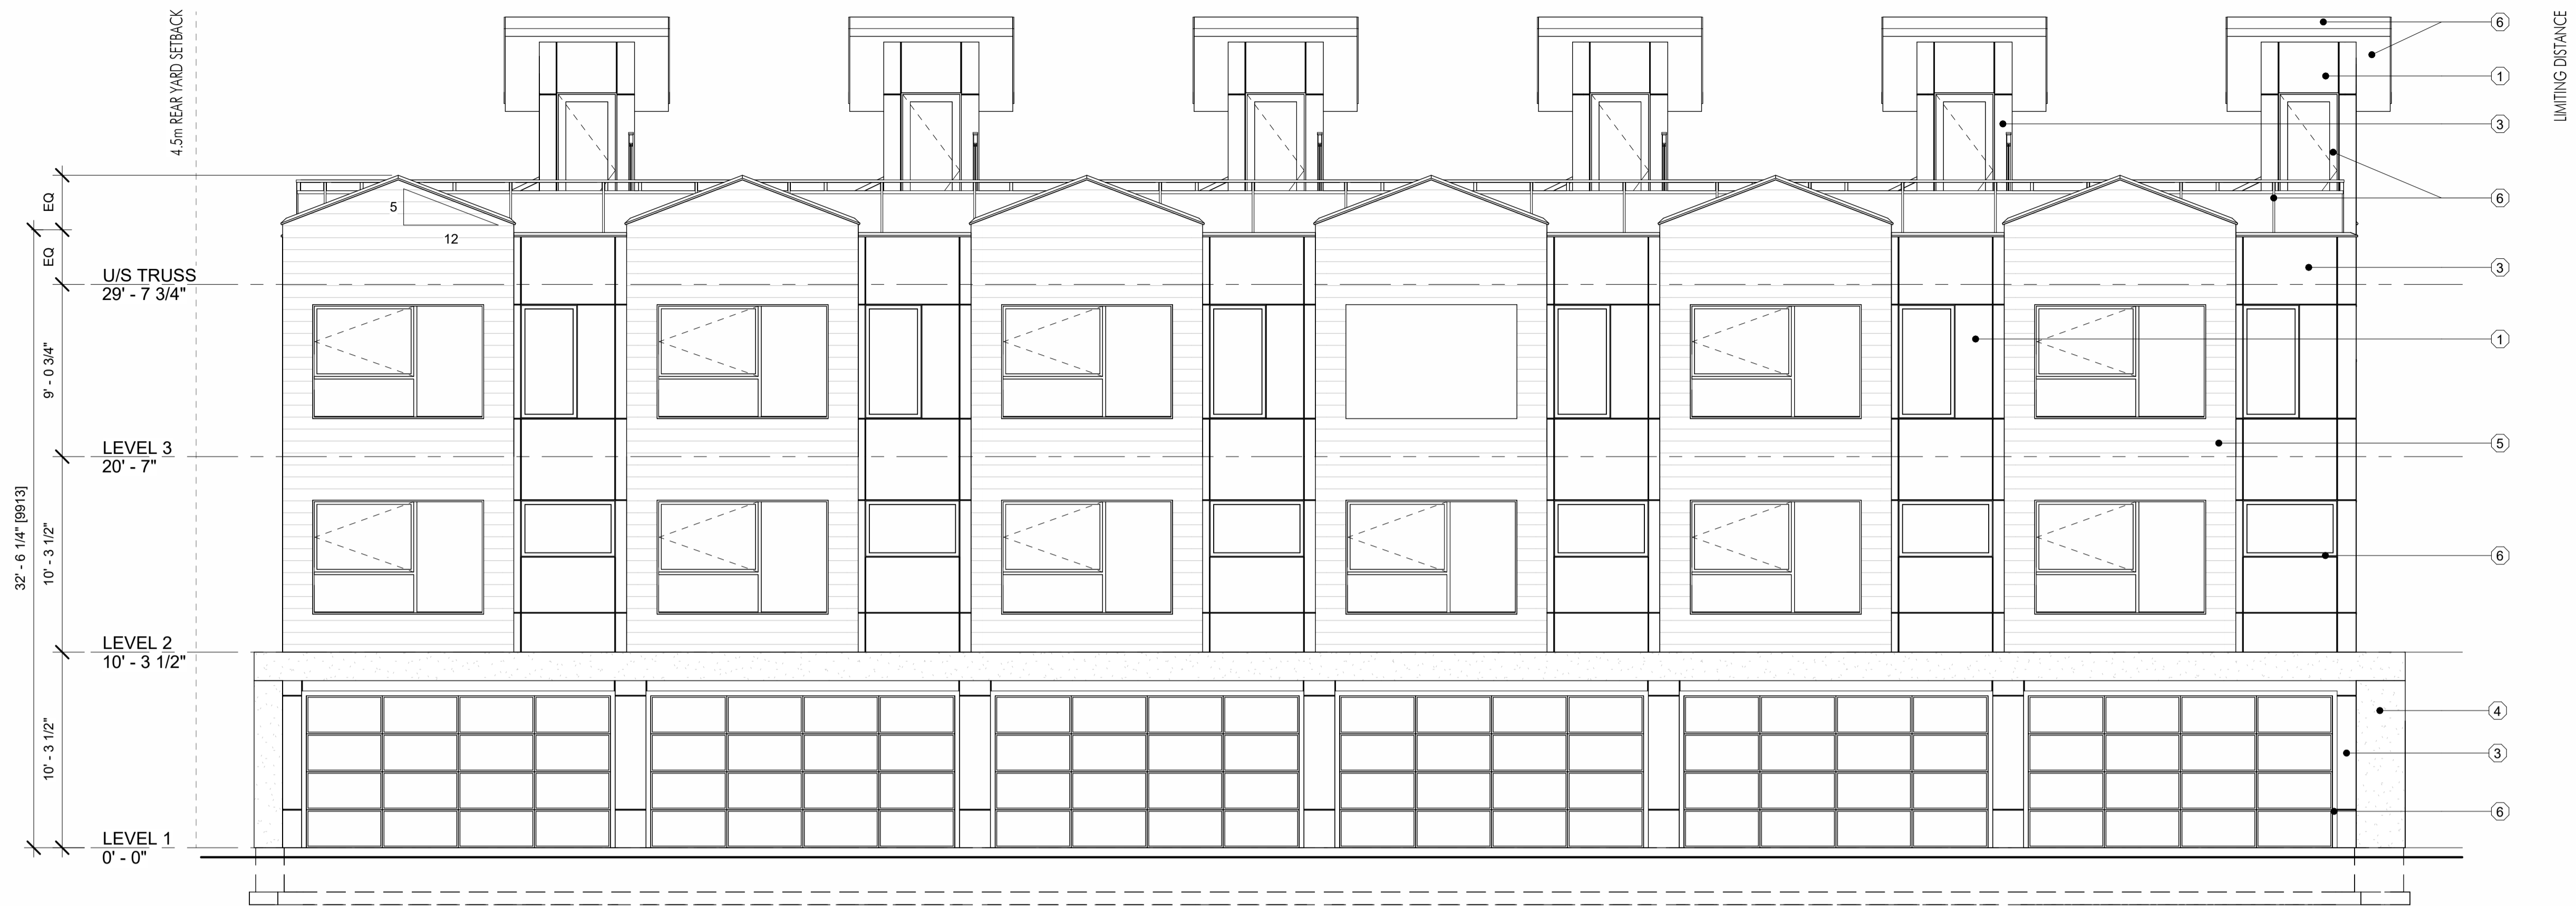 4.5m REAR YARD SETBACK
LIMITING DISTANCE
6
1
3
6
EQ
5
12
EQ
3
U/S TRUSS
29' - 7 3/4"
1
9' - 0 3/4"
5
LEVEL 3
20' - 7"
32' - 6 1/4" [9913]
10' - 3 1/2"
6
LEVEL 2
10' - 3 1/2"
4
3
10' - 3 1/2"
6
LEVEL 1
0' - 0"